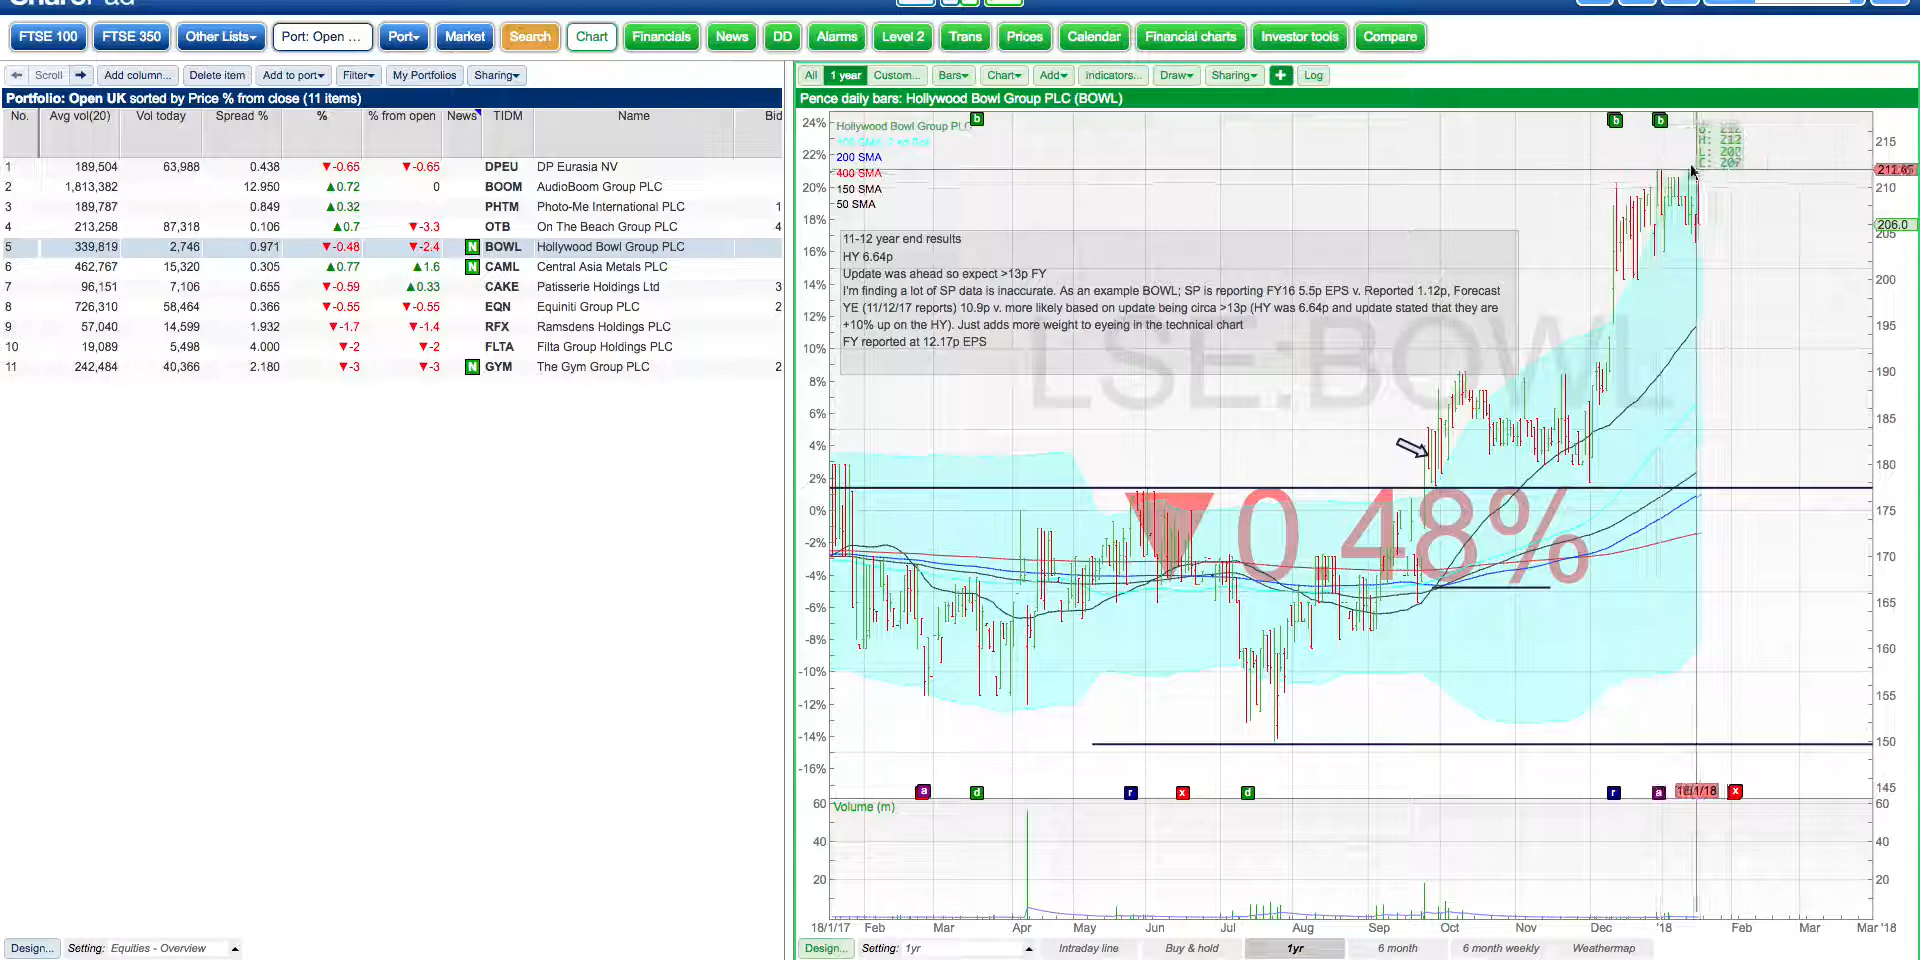 SharePad
FTSE 100 FTSE 350 Other Lists Port: Open ... Port Market Search Chart Financials News DD Alarms Level 2 Trans Prices Calendar Financial charts Investor tools Compare
Scroll Add column... Delete item Add to port Filter My Portfolios Sharing
All 1 year Custom... Bars Chart Add Indicators... Draw Sharing + Log
Portfolio: Open UK sorted by Price % from close (11 items)
Pence daily bars: Hollywood Bowl Group PLC (BOWL)
No. Avg vol(20) Vol today Spread % % % from open News TIDM Name Bid
1 189,504 63,988 0.438 ▼-0.65 ▼-0.65 DPEU DP Eurasia NV
2 1,813,382 12.950 ▲0.72 0 BOOM AudioBoom Group PLC
3 189,787 0.849 ▲0.32 PHTM Photo-Me International PLC 1
4 213,258 87,318 0.106 ▲0.7 ▼-3.3 OTB On The Beach Group PLC 4
5 339,819 2,746 0.971 ▼-0.48 ▼-2.4 N BOWL Hollywood Bowl Group PLC
6 462,767 15,320 0.305 ▲0.77 ▲1.6 N CAML Central Asia Metals PLC
7 96,151 7,106 0.655 ▼-0.59 ▲0.33 CAKE Patisserie Holdings Ltd 3
8 726,310 58,464 0.366 ▼-0.55 ▼-0.55 EQN Equiniti Group PLC 2
9 57,040 14,599 1.932 ▼-1.7 ▼-1.4 RFX Ramsdens Holdings PLC
10 19,089 5,498 4.000 ▼-2 ▼-2 FLTA Filta Group Holdings PLC
11 242,484 40,366 2.180 ▼-3 ▼-3 N GYM The Gym Group PLC 2
Hollywood Bowl Group PLC
200 SMA
400 SMA
150 SMA
50 SMA
b b b
H: 212
11-12 year end results
HY 6.64p
Update was ahead so expect >13p FY
I'm finding a lot of SP data is inaccurate. As an example BOWL; SP is reporting FY16 5.5p EPS v. Reported 1.12p, Forecast
YE (11/12/17 reports) 10.9p v. more likely based on update being circa >13p (HY was 6.64p and update stated that they are
+10% up on the HY). Just adds more weight to eyeing in the technical chart
FY reported at 12.17p EPS
LSE:BOWL
▼0.48%
24%
22%
20%
18%
16%
14%
12%
10%
8%
6%
4%
2%
0%
-2%
-4%
-6%
-8%
-10%
-12%
-14%
-16%
215
210
206.0
205
200
195
190
185
180
175
170
165
160
155
150
145
a d r x d r a x
Volume (m)
60 60
40 40
20 20
18/1/17 Feb Mar Apr May Jun Jul Aug Sep Oct Nov Dec '18 Feb Mar Mar '18
Design... Setting: Equities - Overview
Design... Setting: 1yr Intraday line Buy & hold 1yr 6 month 6 month weekly Weathermap